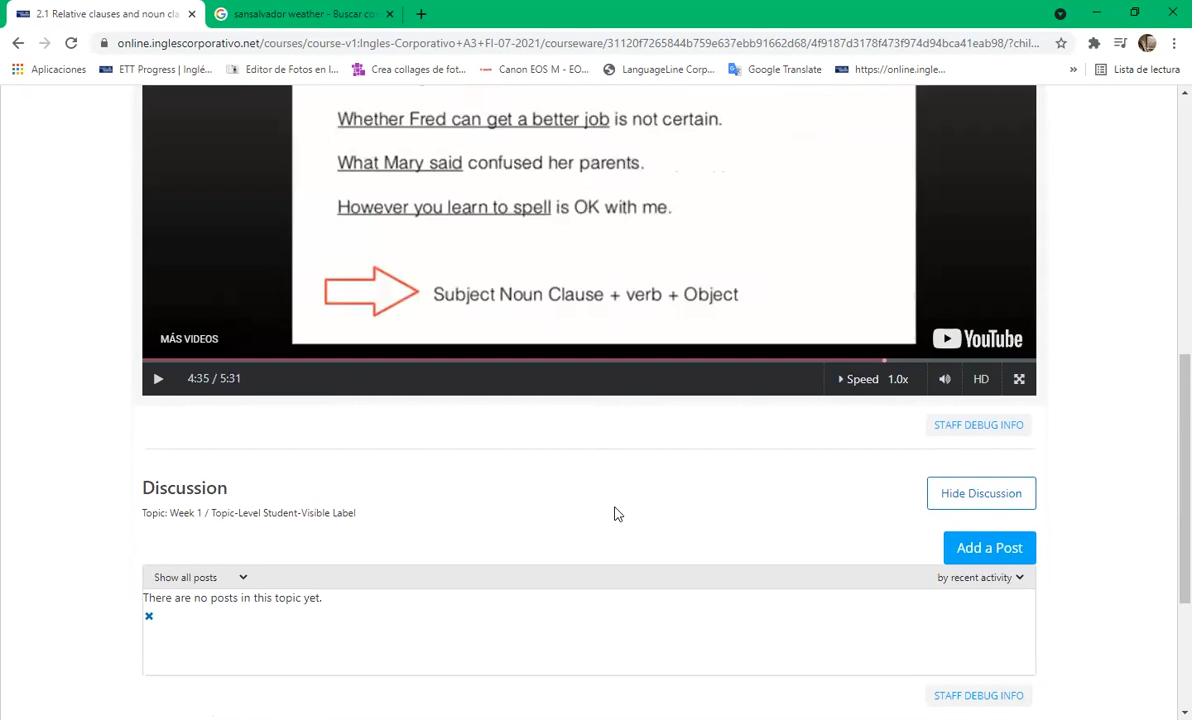 2.1 Relative clauses and noun cla
sansalvador weather - Buscar co
online.inglescorporativo.net/courses/course-v1:Ingles-Corporativo+A3+FI-07-2021/courseware/31120f7265844b759e637ebb91662d68/4f9187d3178f473f974d94bca41eab98/?chil...
Aplicaciones
ETT Progress | Inglé...
Editor de Fotos en l...
Crea collages de fot...
Canon EOS M - EO...
LanguageLine Corp...
Google Translate
https://online.ingle...
»
Lista de lectura
Whether Fred can get a better job is not certain.
What Mary said confused her parents.
However you learn to spell is OK with me.
Subject Noun Clause + verb + Object
MÁS VIDEOS
YouTube
4:35 / 5:31
Speed 1.0x
HD
STAFF DEBUG INFO
Discussion
Hide Discussion
Topic: Week 1 / Topic-Level Student-Visible Label
Add a Post
Show all posts
by recent activity
There are no posts in this topic yet.
STAFF DEBUG INFO